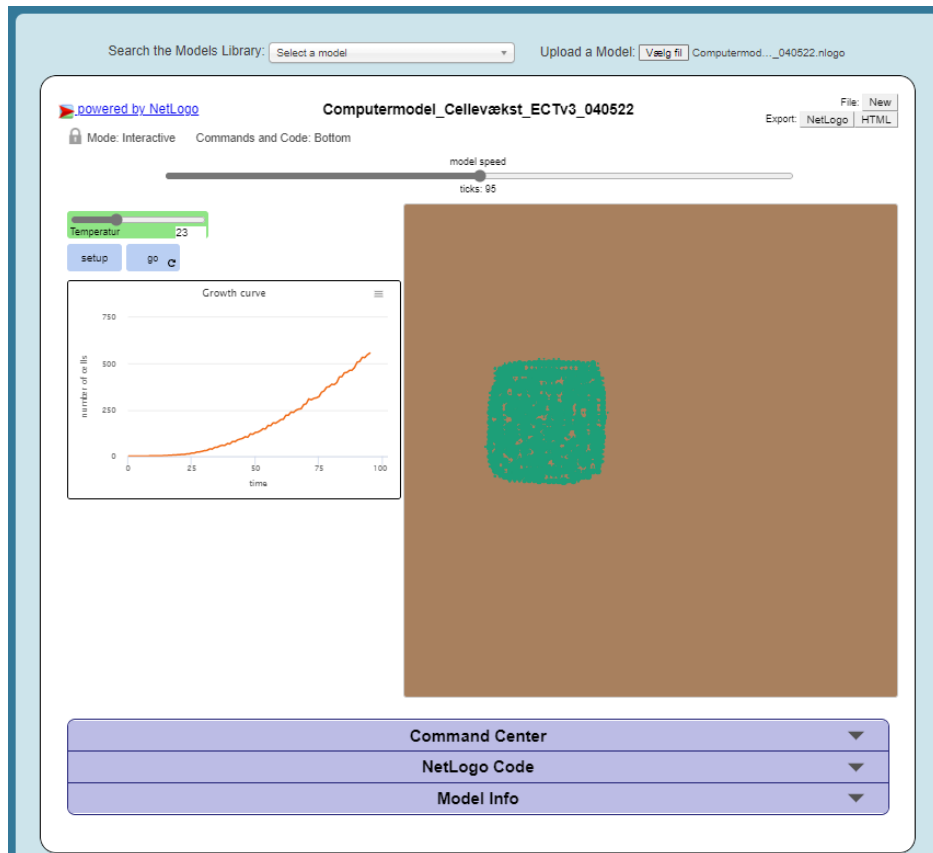 Search the Models Library: Select a model Upload a Model: Vælg fil Computermod..._040522.nlogo
powered by NetLogo Computermodel_Cellevækst_ECTv3_040522 File: New
Mode: Interactive Commands and Code: Bottom Export: NetLogo HTML
model speed
ticks: 95
Temperatur 23
setup go
Growth curve
750
500
250
0
number of cells
0 25 50 75 100
time
Command Center
NetLogo Code
Model Info